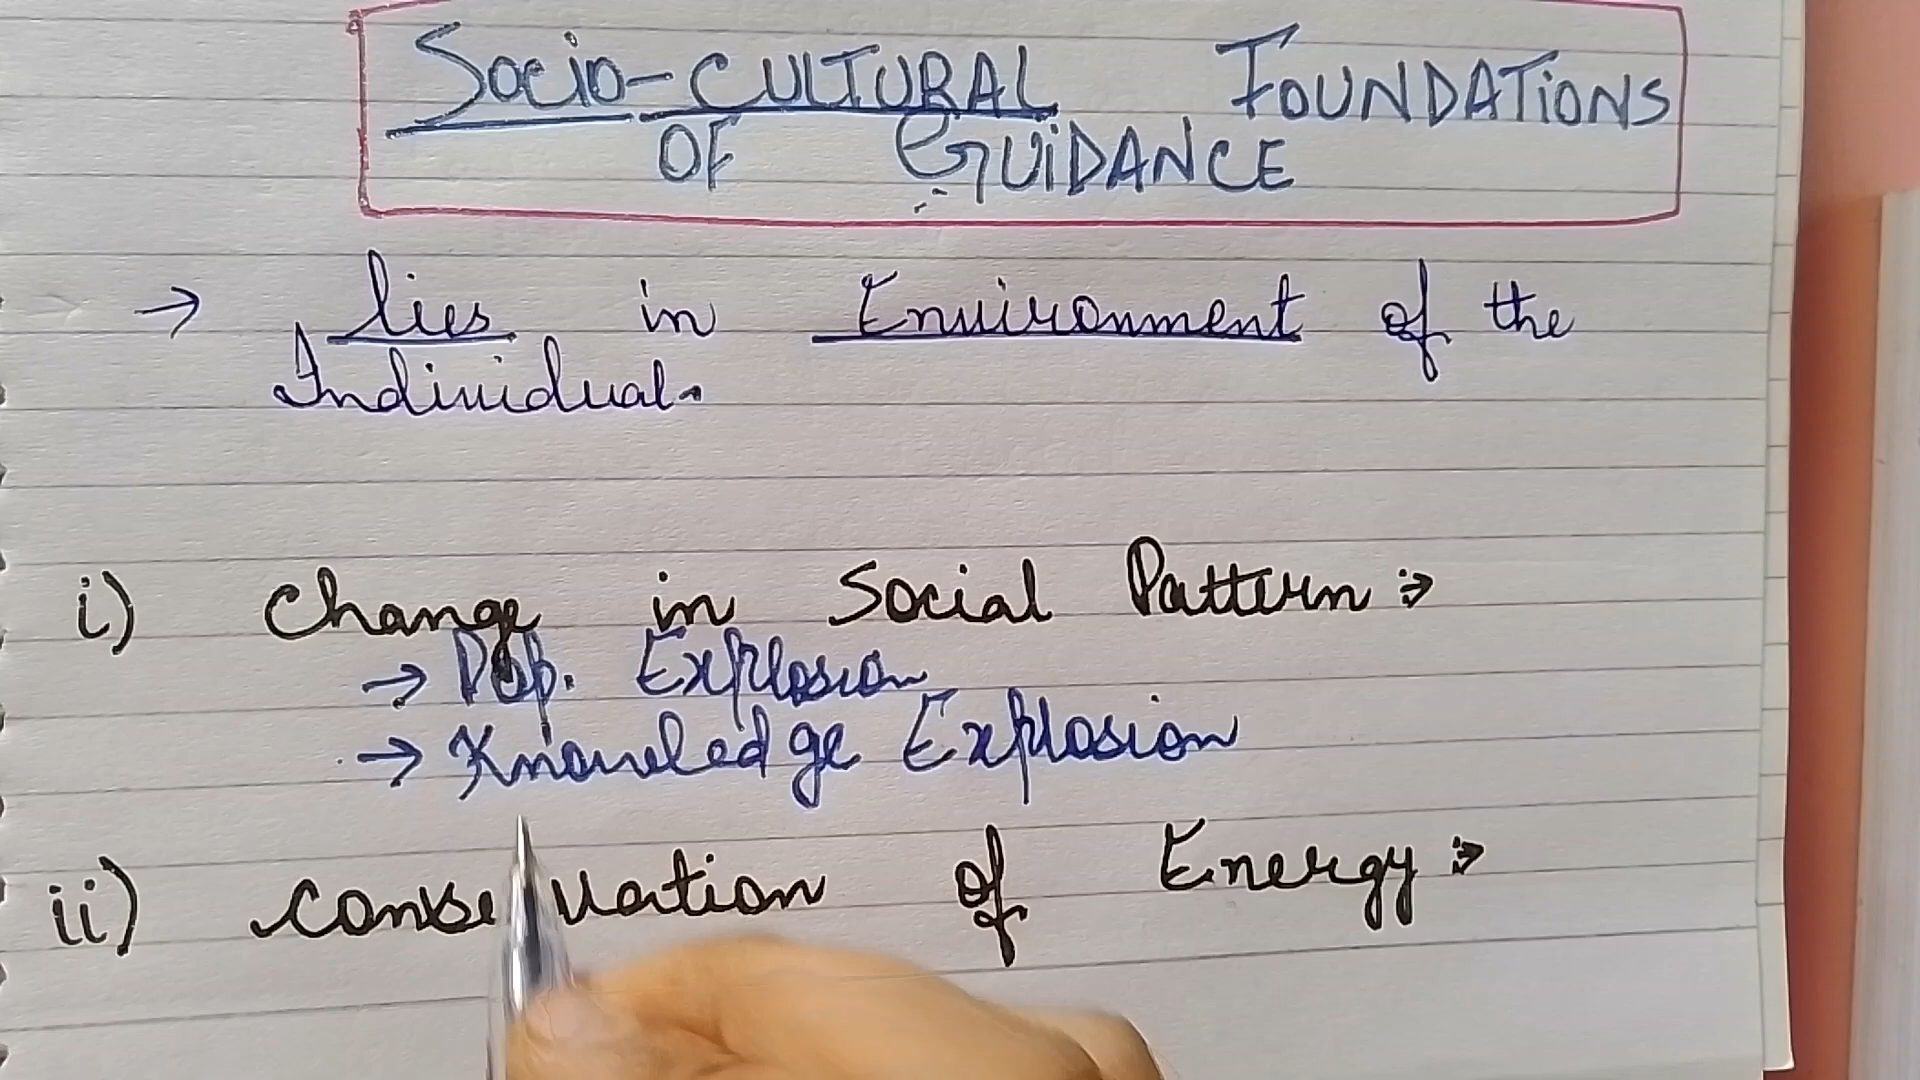 Socio-CULTURAL FOUNDATiONS
OF GUiDANCE
→ lies in Environment of the
Individual.
i) Change in Social Pattern :→
→ Pop. Explosion
→ Knowledge Explosion
ii) Conservation of Energy :→